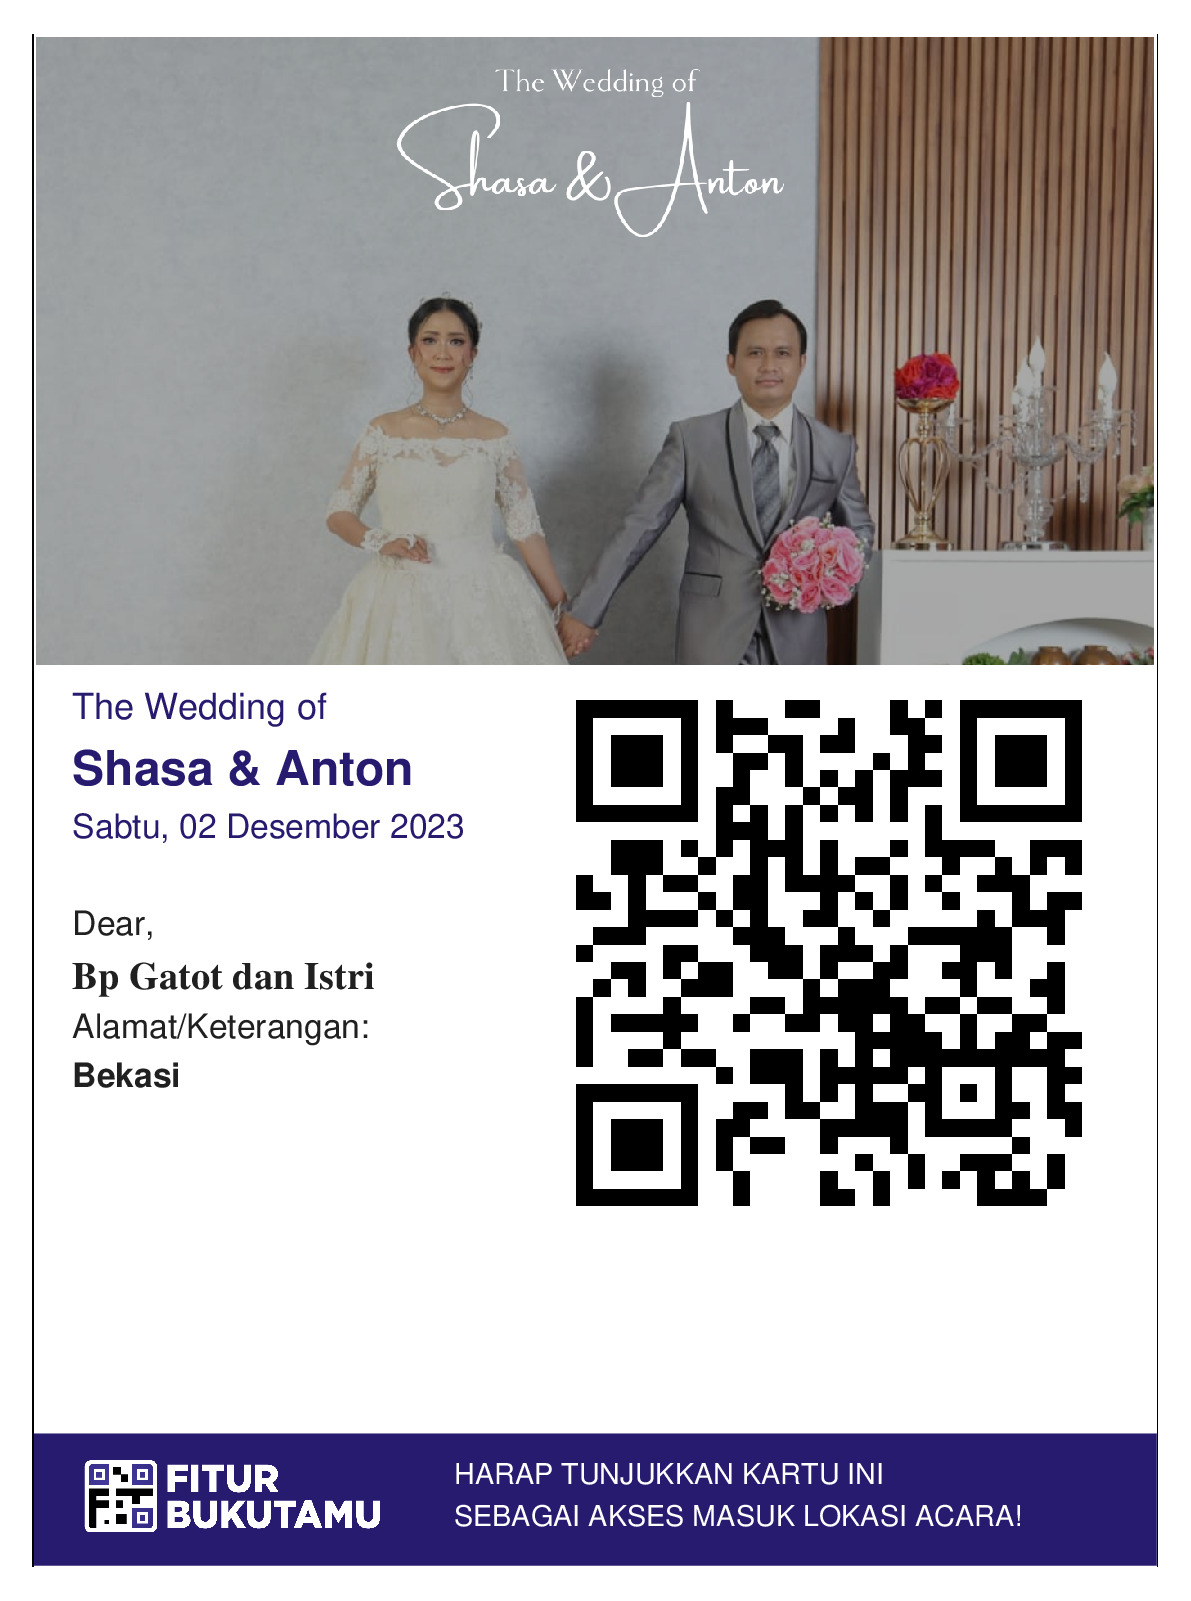 The Wedding of
Shasa & Anton
The Wedding of
Shasa & Anton
Sabtu, 02 Desember 2023
Dear,
Bp Gatot dan Istri
Alamat/Keterangan:
Bekasi
FITUR
BUKUTAMU
HARAP TUNJUKKAN KARTU INI
SEBAGAI AKSES MASUK LOKASI ACARA!